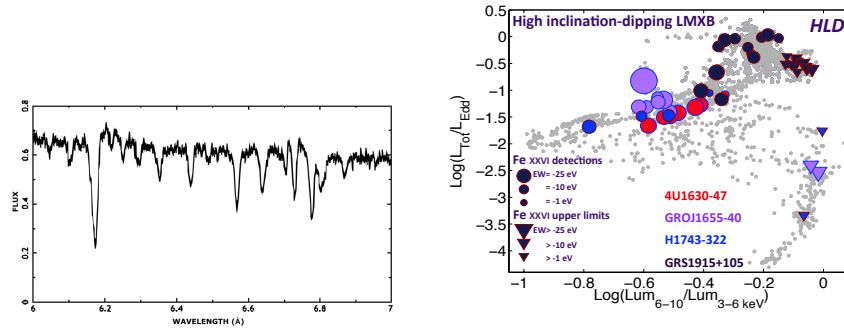 0.8
0.6
FLUX
0.4
0.2
0
6
6.2
6.4
6.6
6.8
7
WAVELENGTH (Å)
High inclination-dipping LMXB
HLD
0.5
0
−0.5
−1
−1.5
−2
−2.5
−3
−3.5
−4
Log(L_Tot/L_Edd)
Fe XXVI detections
EW= -25 eV
= -10 eV
= -1 eV
Fe XXVI upper limits
EW> -25 eV
> -10 eV
> -1 eV
4U1630-47
GROJ1655-40
H1743-322
GRS1915+105
−1
−0.8
−0.6
−0.4
−0.2
0
Log(Lum6−10/Lum3−6 keV)